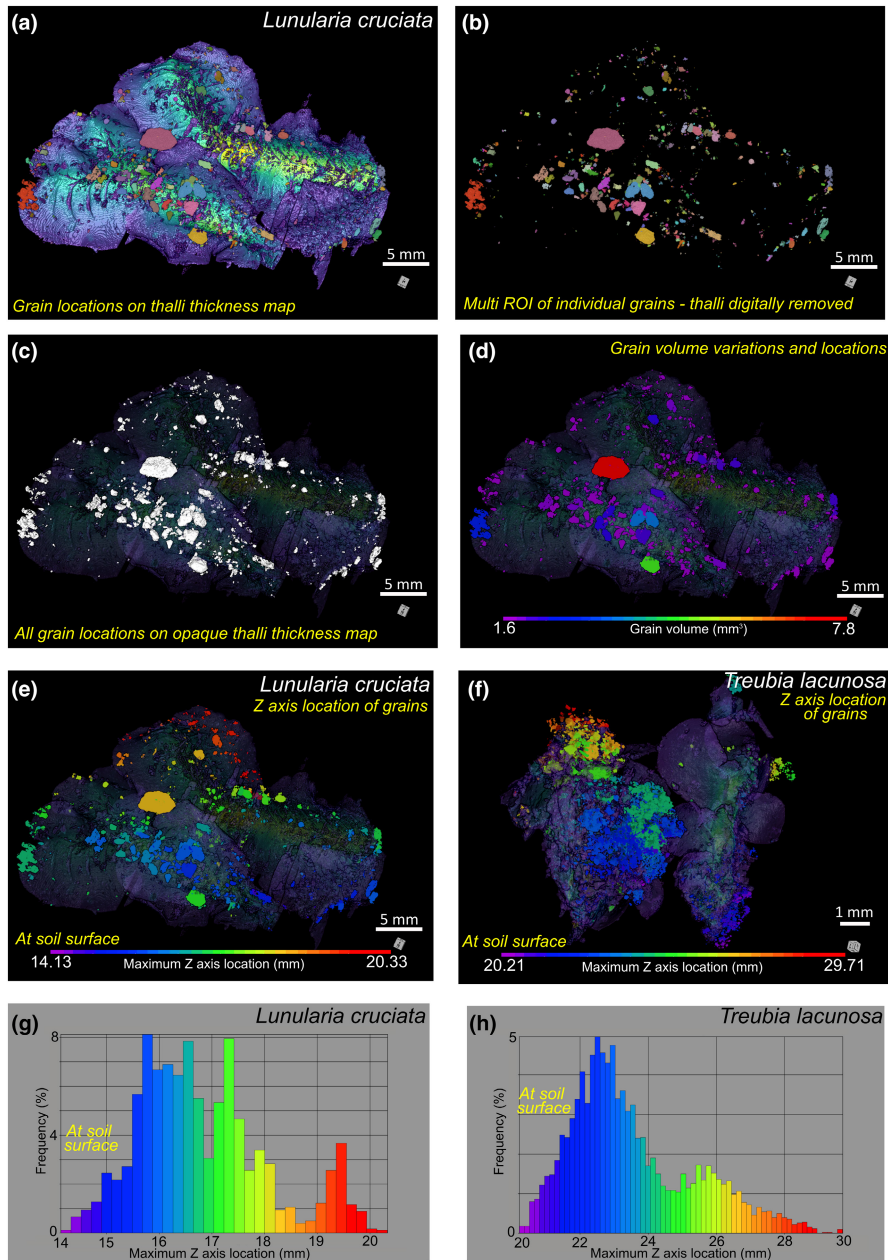 (a)
Lunularia cruciata
5 mm
Grain locations on thalli thickness map
(b)
5 mm
Multi ROI of individual grains - thalli digitally removed
(c)
5 mm
All grain locations on opaque thalli thickness map
(d)
Grain volume variations and locations
5 mm
1.6
Grain volume (mm³)
7.8
(e)
Lunularia cruciata
Z axis location of grains
5 mm
At soil surface
14.13
Maximum Z axis location (mm)
20.33
(f)
Treubia lacunosa
Z axis location
of grains
1 mm
At soil surface
20.21
Maximum Z axis location (mm)
29.71
(g)
Lunularia cruciata
8
4
0
Frequency (%)
At soil
surface
14
15
16
17
18
19
20
Maximum Z axis location (mm)
(h)
Treubia lacunosa
5
0
Frequency (%)
At soil
surface
20
22
24
26
28
30
Maximum Z axis location (mm)